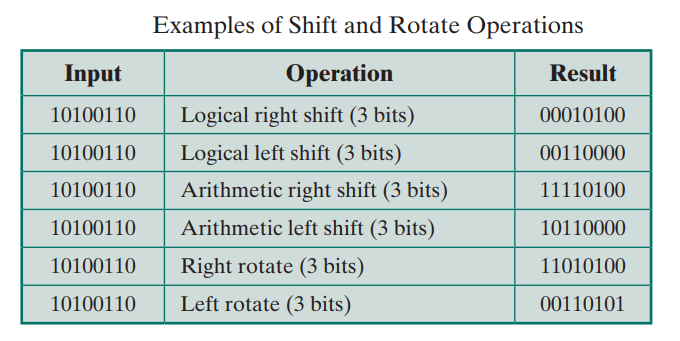 Examples of Shift and Rotate Operations
Input Operation Result
10100110 Logical right shift (3 bits) 00010100
10100110 Logical left shift (3 bits) 00110000
10100110 Arithmetic right shift (3 bits) 11110100
10100110 Arithmetic left shift (3 bits) 10110000
10100110 Right rotate (3 bits) 11010100
10100110 Left rotate (3 bits) 00110101